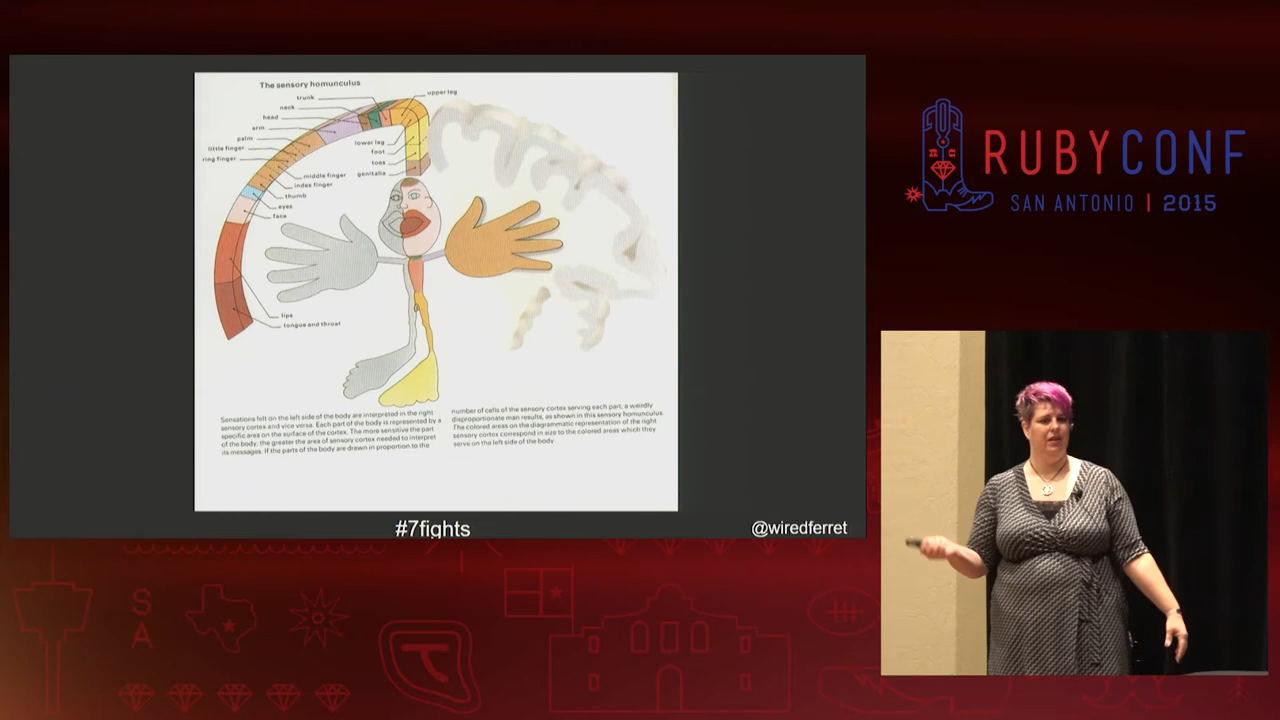 The sensory homunculus
trunk
neck
head
arm
palm
little finger
ring finger
middle finger
index finger
thumb
eyes
face
lips
tongue and throat
upper leg
lower leg
foot
toes
genitalia
Sensations felt on the left side of the body are interpreted in the right
sensory cortex and vice versa. Each part of the body is represented by a
specific area on the surface of the cortex. The more sensitive the part
of the body, the greater the area of sensory cortex needed to interpret
its messages. If the parts of the body are drawn in proportion to the
number of cells of the sensory cortex serving each part, a weirdly
disproportionate man results, as shown in this sensory homunculus.
The colored areas on the diagrammatic representation of the right
sensory cortex correspond in size to the colored areas which they
serve on the left side of the body
#7fights
@wiredferret
RUBYCONF
SAN ANTONIO | 2015
S
A